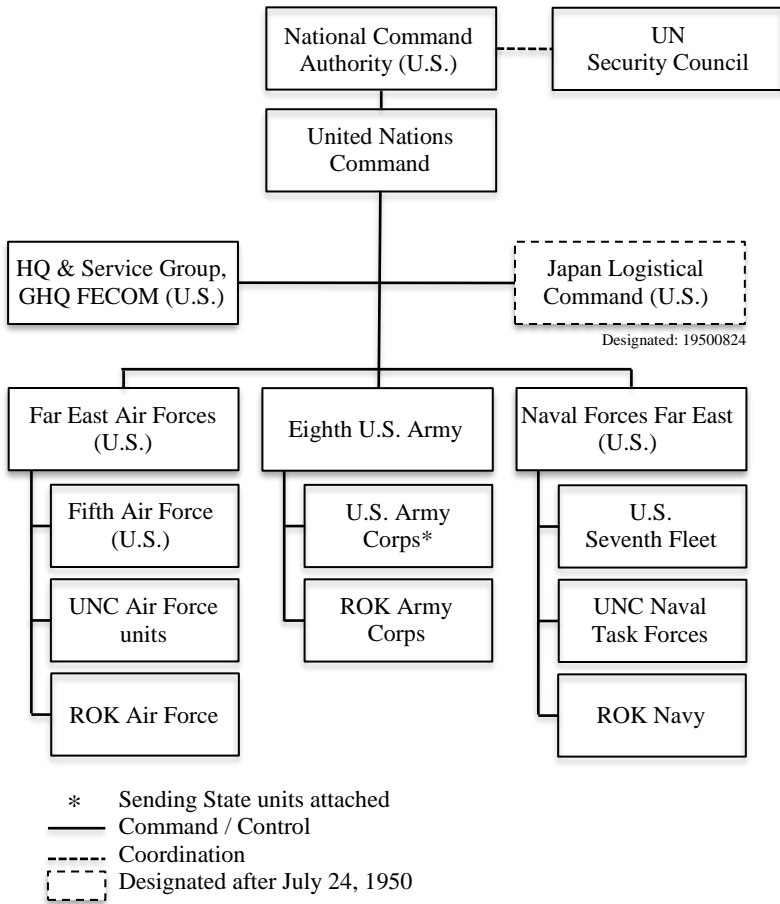 National Command
Authority (U.S.)
UN
Security Council
United Nations
Command
HQ & Service Group,
GHQ FECOM (U.S.)
Japan Logistical
Command (U.S.)
Designated: 19500824
Far East Air Forces
(U.S.)
Eighth U.S. Army
Naval Forces Far East
(U.S.)
Fifth Air Force
(U.S.)
U.S. Army
Corps*
U.S.
Seventh Fleet
UNC Air Force
units
ROK Army
Corps
UNC Naval
Task Forces
ROK Air Force
ROK Navy
* Sending State units attached
Command / Control
Coordination
Designated after July 24, 1950